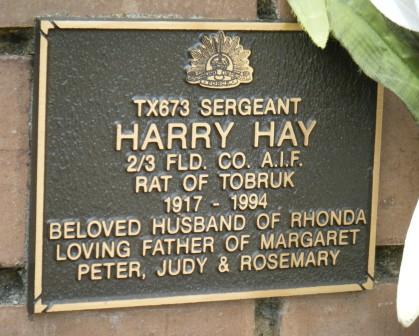 TX673 SERGEANT
HARRY HAY
2/3 FLD. CO. A.I.F.
RAT OF TOBRUK
1917 - 1994
BELOVED HUSBAND OF RHONDA
LOVING FATHER OF MARGARET
PETER, JUDY & ROSEMARY